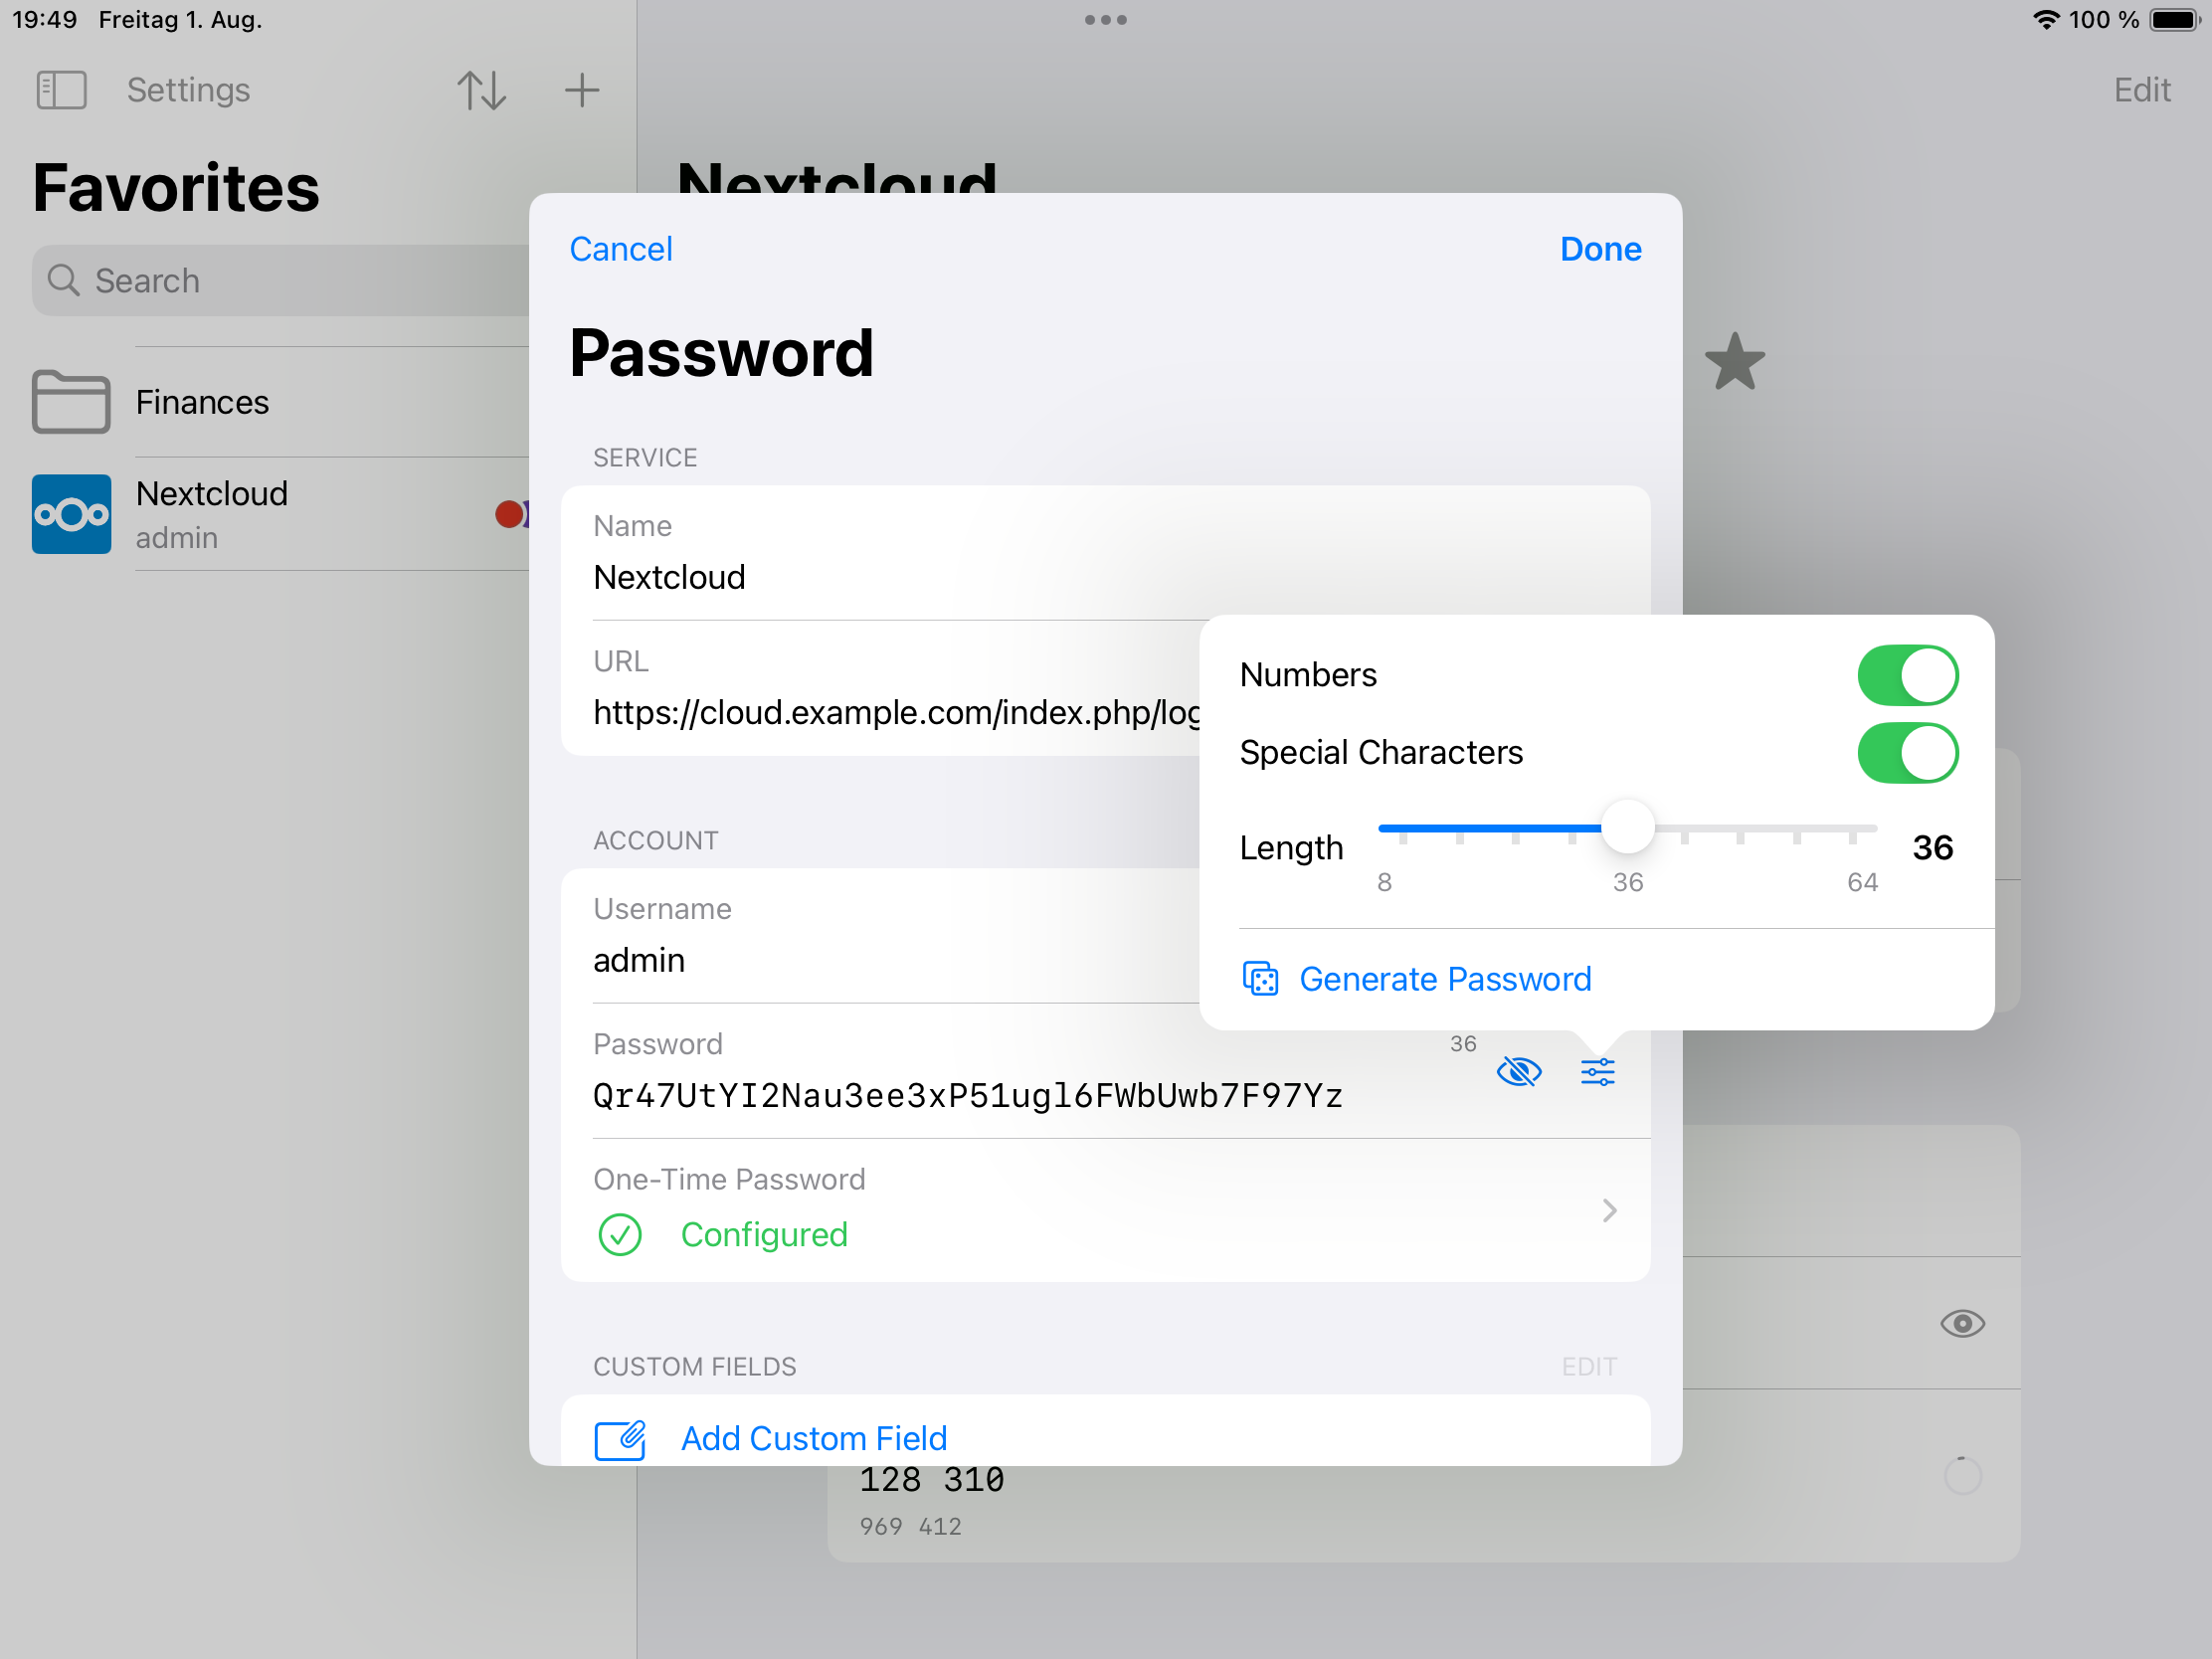 19:49 Freitag 1. Aug.
100 %
Settings
Edit
Favorites
Nextcloud
Search
Finances
Nextcloud
admin
Cancel
Done
Password
SERVICE
Name
Nextcloud
URL
https://cloud.example.com/index.php/log
ACCOUNT
Username
admin
Password
36
Qr47UtYI2Nau3ee3xP51ugl6FWbUwb7F97Yz
One-Time Password
Configured
CUSTOM FIELDS
EDIT
Add Custom Field
Numbers
Special Characters
Length
36
8
36
64
Generate Password
128 310
969 412